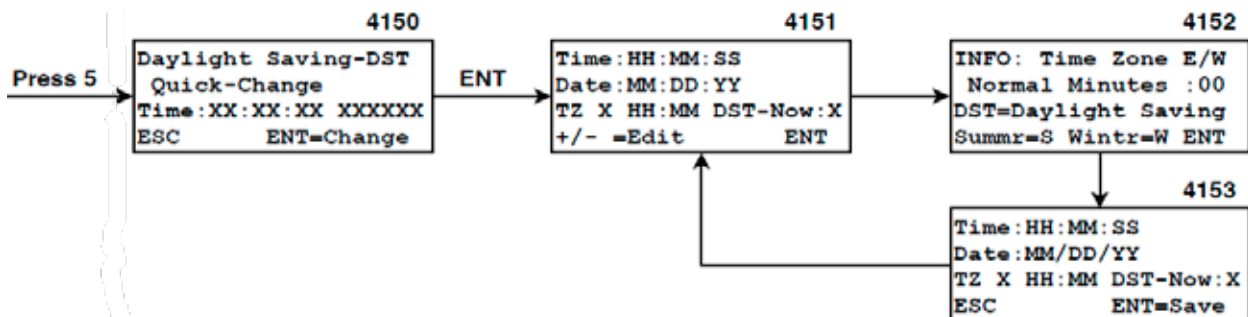 4150
4151
4152
Press 5
Daylight Saving-DST
Quick-Change
Time:XX:XX:XX XXXXXX
ESC ENT=Change
ENT
Time:HH:MM:SS
Date:MM:DD:YY
TZ X HH:MM DST-Now:X
+/- =Edit ENT
INFO: Time Zone E/W
Normal Minutes :00
DST=Daylight Saving
Summr=S Wintr=W ENT
4153
Time:HH:MM:SS
Date:MM/DD/YY
TZ X HH:MM DST-Now:X
ESC ENT=Save